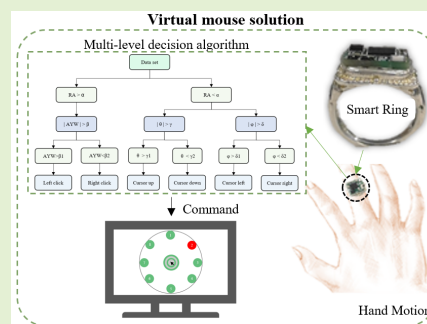 Virtual mouse solution
Multi-level decision algorithm
Data set
RA > α
RA
| AYW | > β
| θ | > γ
| φ | > δ
AYW β1
AYW β2
θ γ1
θ γ2
φ δ1
φ δ2
Left click
Right click
Cursor up
Cursor down
Cursor left
Cursor right
Smart Ring
Command
Hand Motion